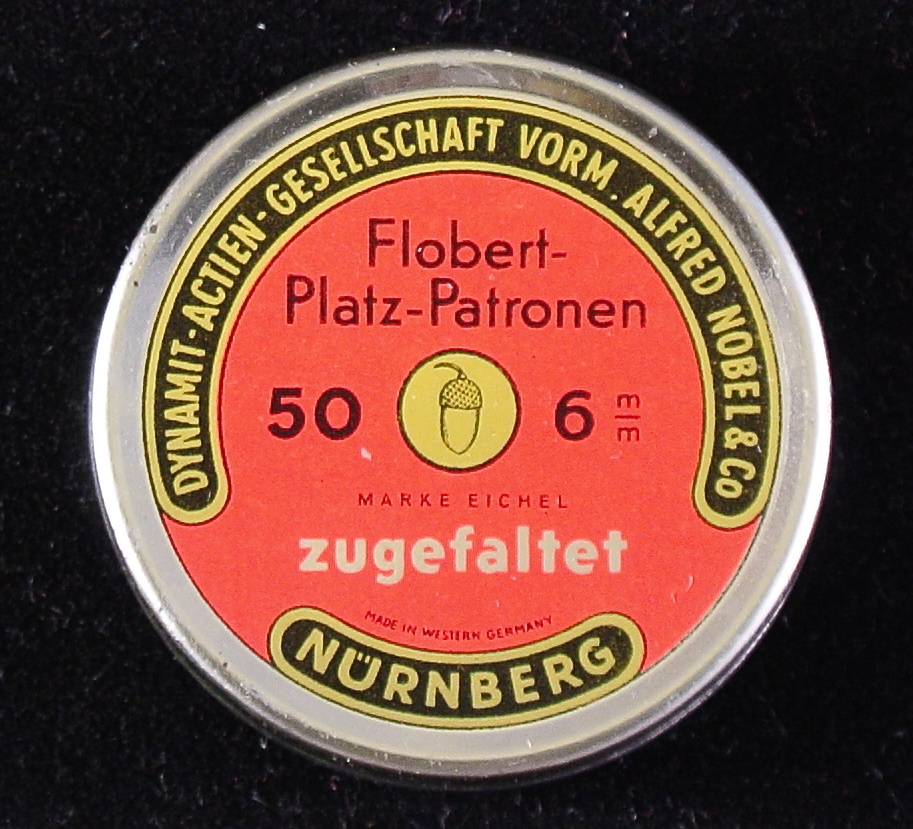 DYNAMIT-ACTIEN-GESELLSCHAFT VORM. ALFRED NOBEL & Co
Flobert-
Platz-Patronen
50 6 m/m
MARKE EICHEL
zugefaltet
MADE IN WESTERN GERMANY
NÜRNBERG